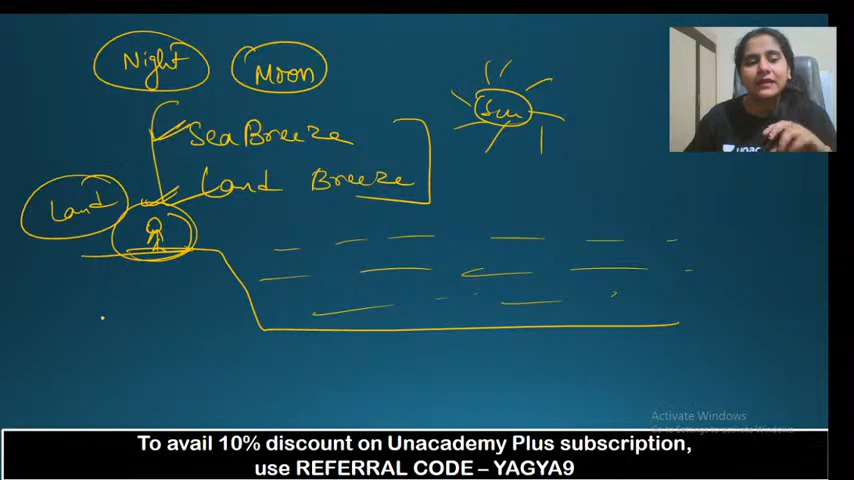 Night Moon
Sun
Sea Breeze
Land Breeze
Land
Activate Windows
To avail 10% discount on Unacademy Plus subscription,
use REFERRAL CODE – YAGYA9